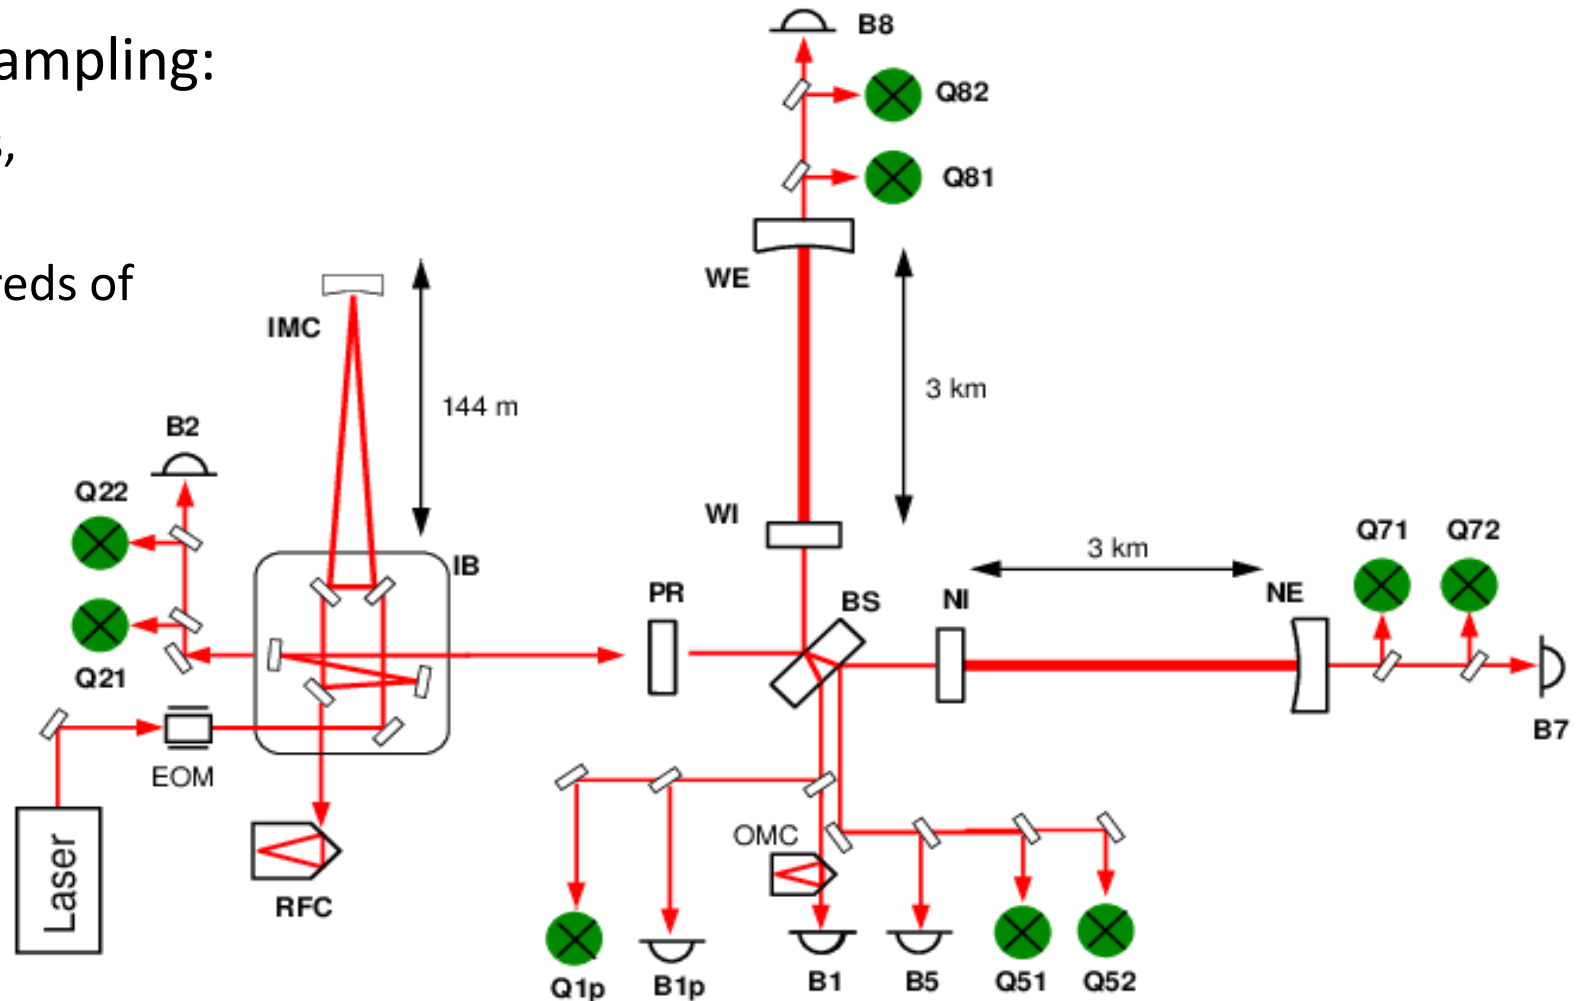 ampling:
s,
reds of
B8
Q82
Q81
WE
IMC
3 km
144 m
B2
Q22
WI
Q71
Q72
3 km
IB
PR
BS
NI
NE
Q21
B7
EOM
OMC
Laser
RFC
Q1p
B1p
B1
B5
Q51
Q52